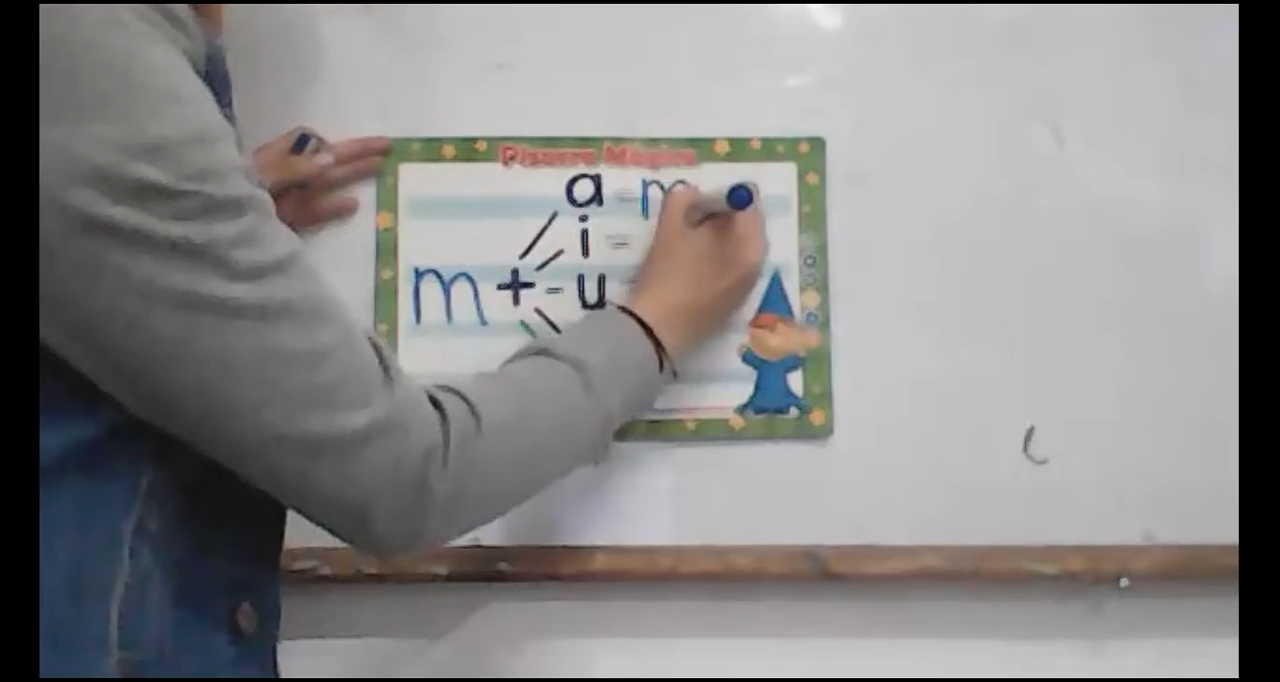 Pizarra Mágica
a = m
i =
m + - u